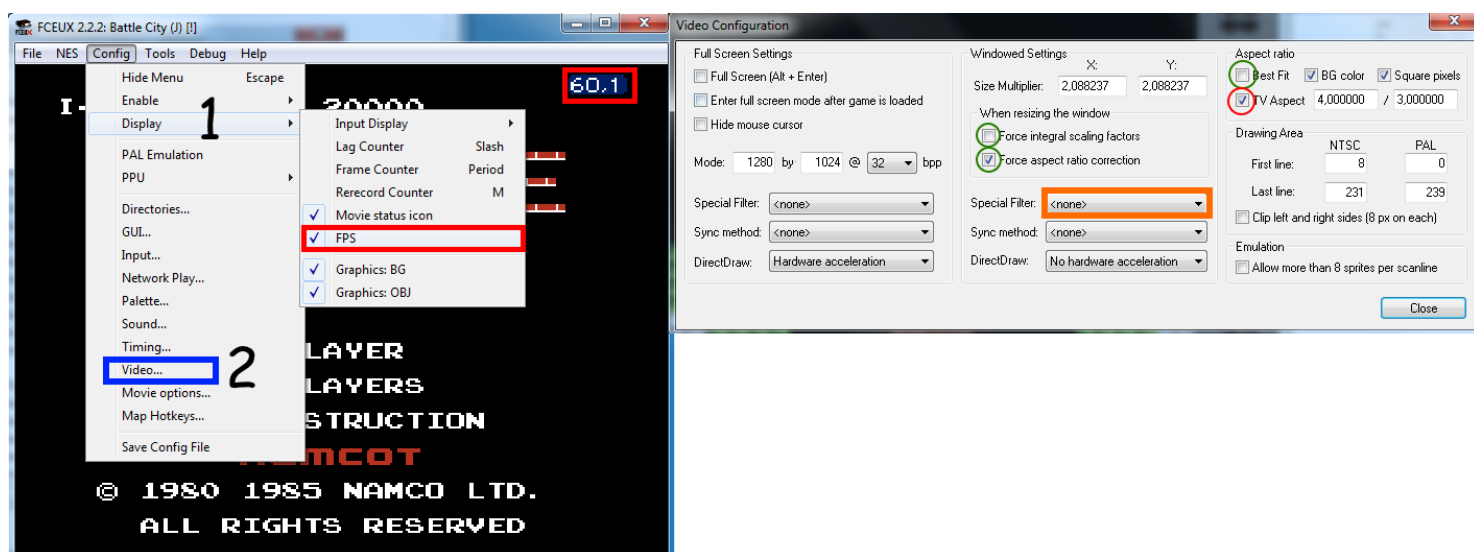 FCEUX 2.2.2: Battle City (J) [!]
File NES Config Tools Debug Help
Hide Menu Escape
Enable
Display
PAL Emulation
PPU
Directories...
GUI...
Input...
Network Play...
Palette...
Sound...
Timing...
Video...
Movie options...
Map Hotkeys...
Save Config File
1
2
Input Display
Lag Counter Slash
Frame Counter Period
Rerecord Counter M
Movie status icon
FPS
Graphics: BG
Graphics: OBJ
60,1
I- 20000
LAYER
LAYERS
STRUCTION
© 1980 1985 NAMCO LTD.
ALL RIGHTS RESERVED
Video Configuration
Full Screen Settings
Full Screen (Alt + Enter)
Enter full screen mode after game is loaded
Hide mouse cursor
Mode: 1280 by 1024 @ 32 bpp
Special Filter: <none>
Sync method: <none>
DirectDraw: Hardware acceleration
Windowed Settings
X: Y:
Size Multiplier: 2,088237 2,088237
When resizing the window
Force integral scaling factors
Force aspect ratio correction
Special Filter: <none>
Sync method: <none>
DirectDraw: No hardware acceleration
Aspect ratio
Best Fit BG color Square pixels
TV Aspect 4,000000 / 3,000000
Drawing Area
NTSC PAL
First line: 8 0
Last line: 231 239
Clip left and right sides (8 px on each)
Emulation
Allow more than 8 sprites per scanline
Close